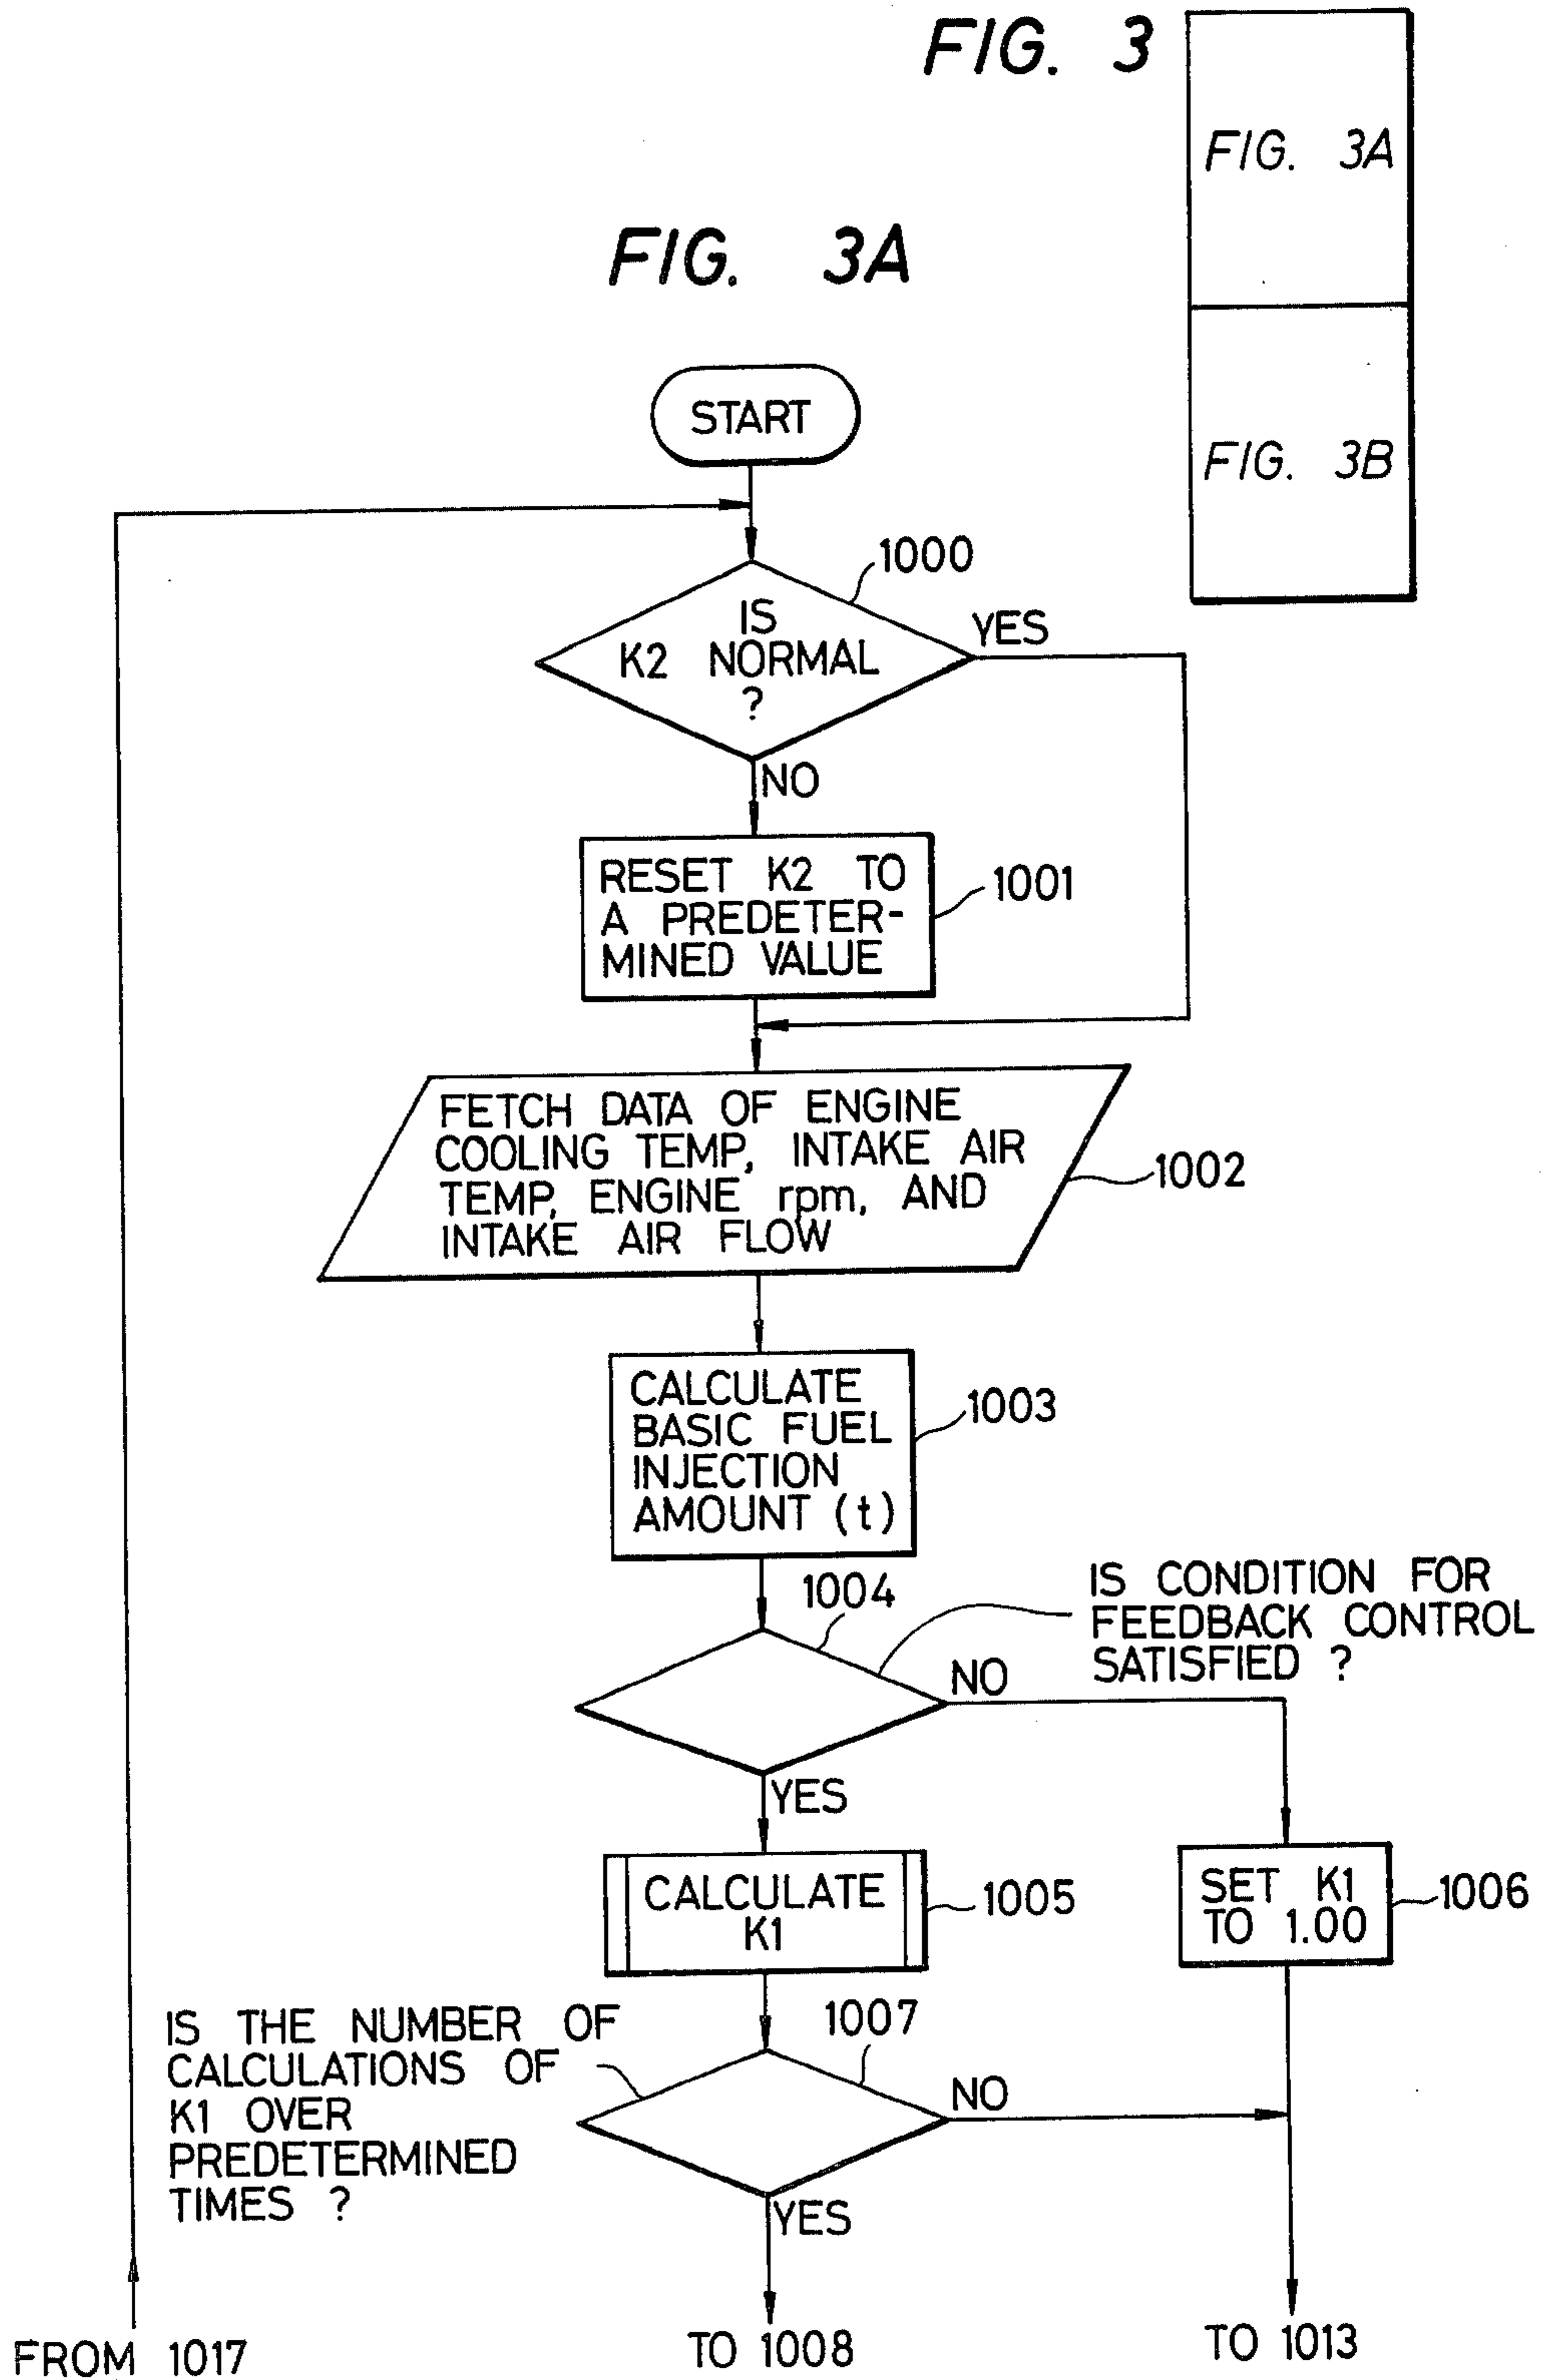 FIG. 3
FIG. 3A
FIG. 3B
FIG. 3A
START
1000
IS
K2 NORMAL
?
YES
NO
RESET K2 TO
A PREDETER-
MINED VALUE
1001
FETCH DATA OF ENGINE
COOLING TEMP, INTAKE AIR
TEMP, ENGINE rpm, AND
INTAKE AIR FLOW
1002
CALCULATE
BASIC FUEL
INJECTION
AMOUNT (t)
1003
1004
IS CONDITION FOR
FEEDBACK CONTROL
SATISFIED ?
NO
YES
CALCULATE
K1
1005
SET K1
TO 1.00
1006
IS THE NUMBER OF
CALCULATIONS OF
K1 OVER
PREDETERMINED
TIMES ?
1007
NO
YES
FROM 1017
TO 1008
TO 1013